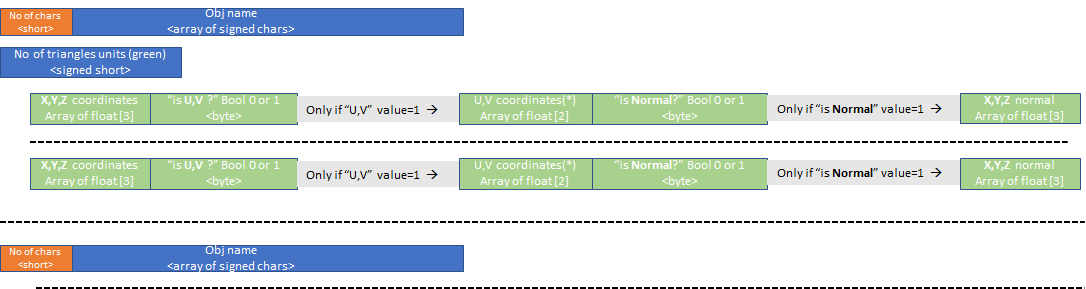 No of chars
<short>
Obj name
<array of signed chars>
No of triangles units (green)
<signed short>
X,Y,Z coordinates
Array of float [3]
“is U,V ?” Bool 0 or 1
<byte>
Only if “U,V” value=1 →
U,V coordinates(*)
Array of float [2]
“is Normal?” Bool 0 or 1
<byte>
Only if “is Normal” value=1 →
X,Y,Z normal
Array of float [3]
X,Y,Z coordinates
Array of float [3]
“is U,V ?” Bool 0 or 1
<byte>
Only if “U,V” value=1 →
U,V coordinates(*)
Array of float [2]
“is Normal?” Bool 0 or 1
<byte>
Only if “is Normal” value=1 →
X,Y,Z normal
Array of float [3]
No of chars
<short>
Obj name
<array of signed chars>